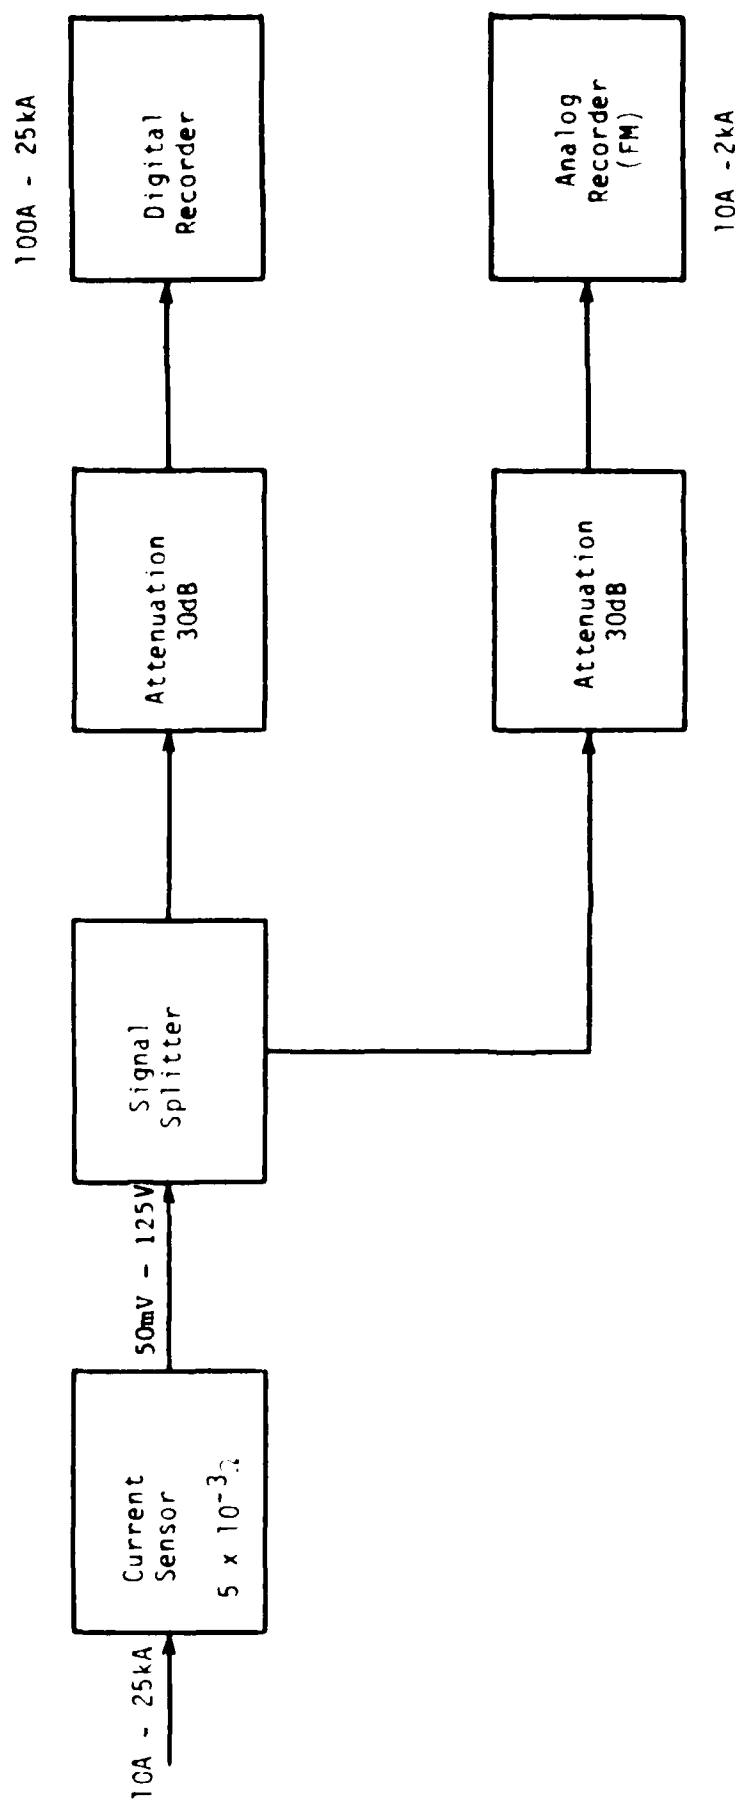 10A - 25kA
Current
Sensor
5 x 10-3Ω
50mV - 125V
Signal
Splitter
Attenuation
30dB
100A - 25kA
Digital
Recorder
Attenuation
30dB
Analog
Recorder
(FM)
10A -2kA